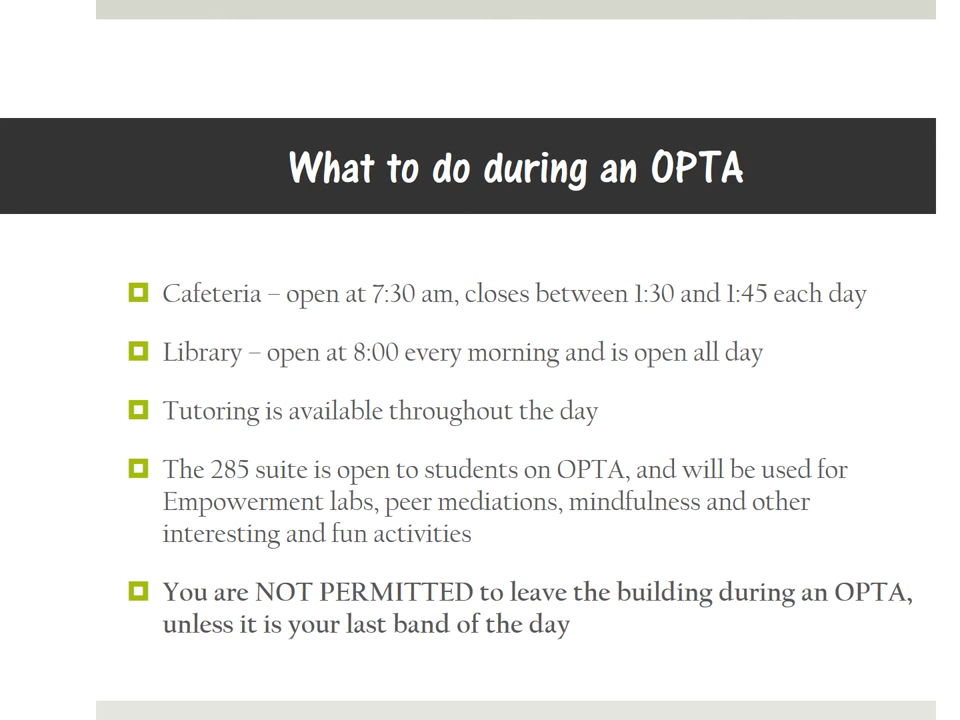 What to do during an OPTA
Cafeteria – open at 7:30 am, closes between 1:30 and 1:45 each day
Library – open at 8:00 every morning and is open all day
Tutoring is available throughout the day
The 285 suite is open to students on OPTA, and will be used for
Empowerment labs, peer mediations, mindfulness and other
interesting and fun activities
You are NOT PERMITTED to leave the building during an OPTA,
unless it is your last band of the day